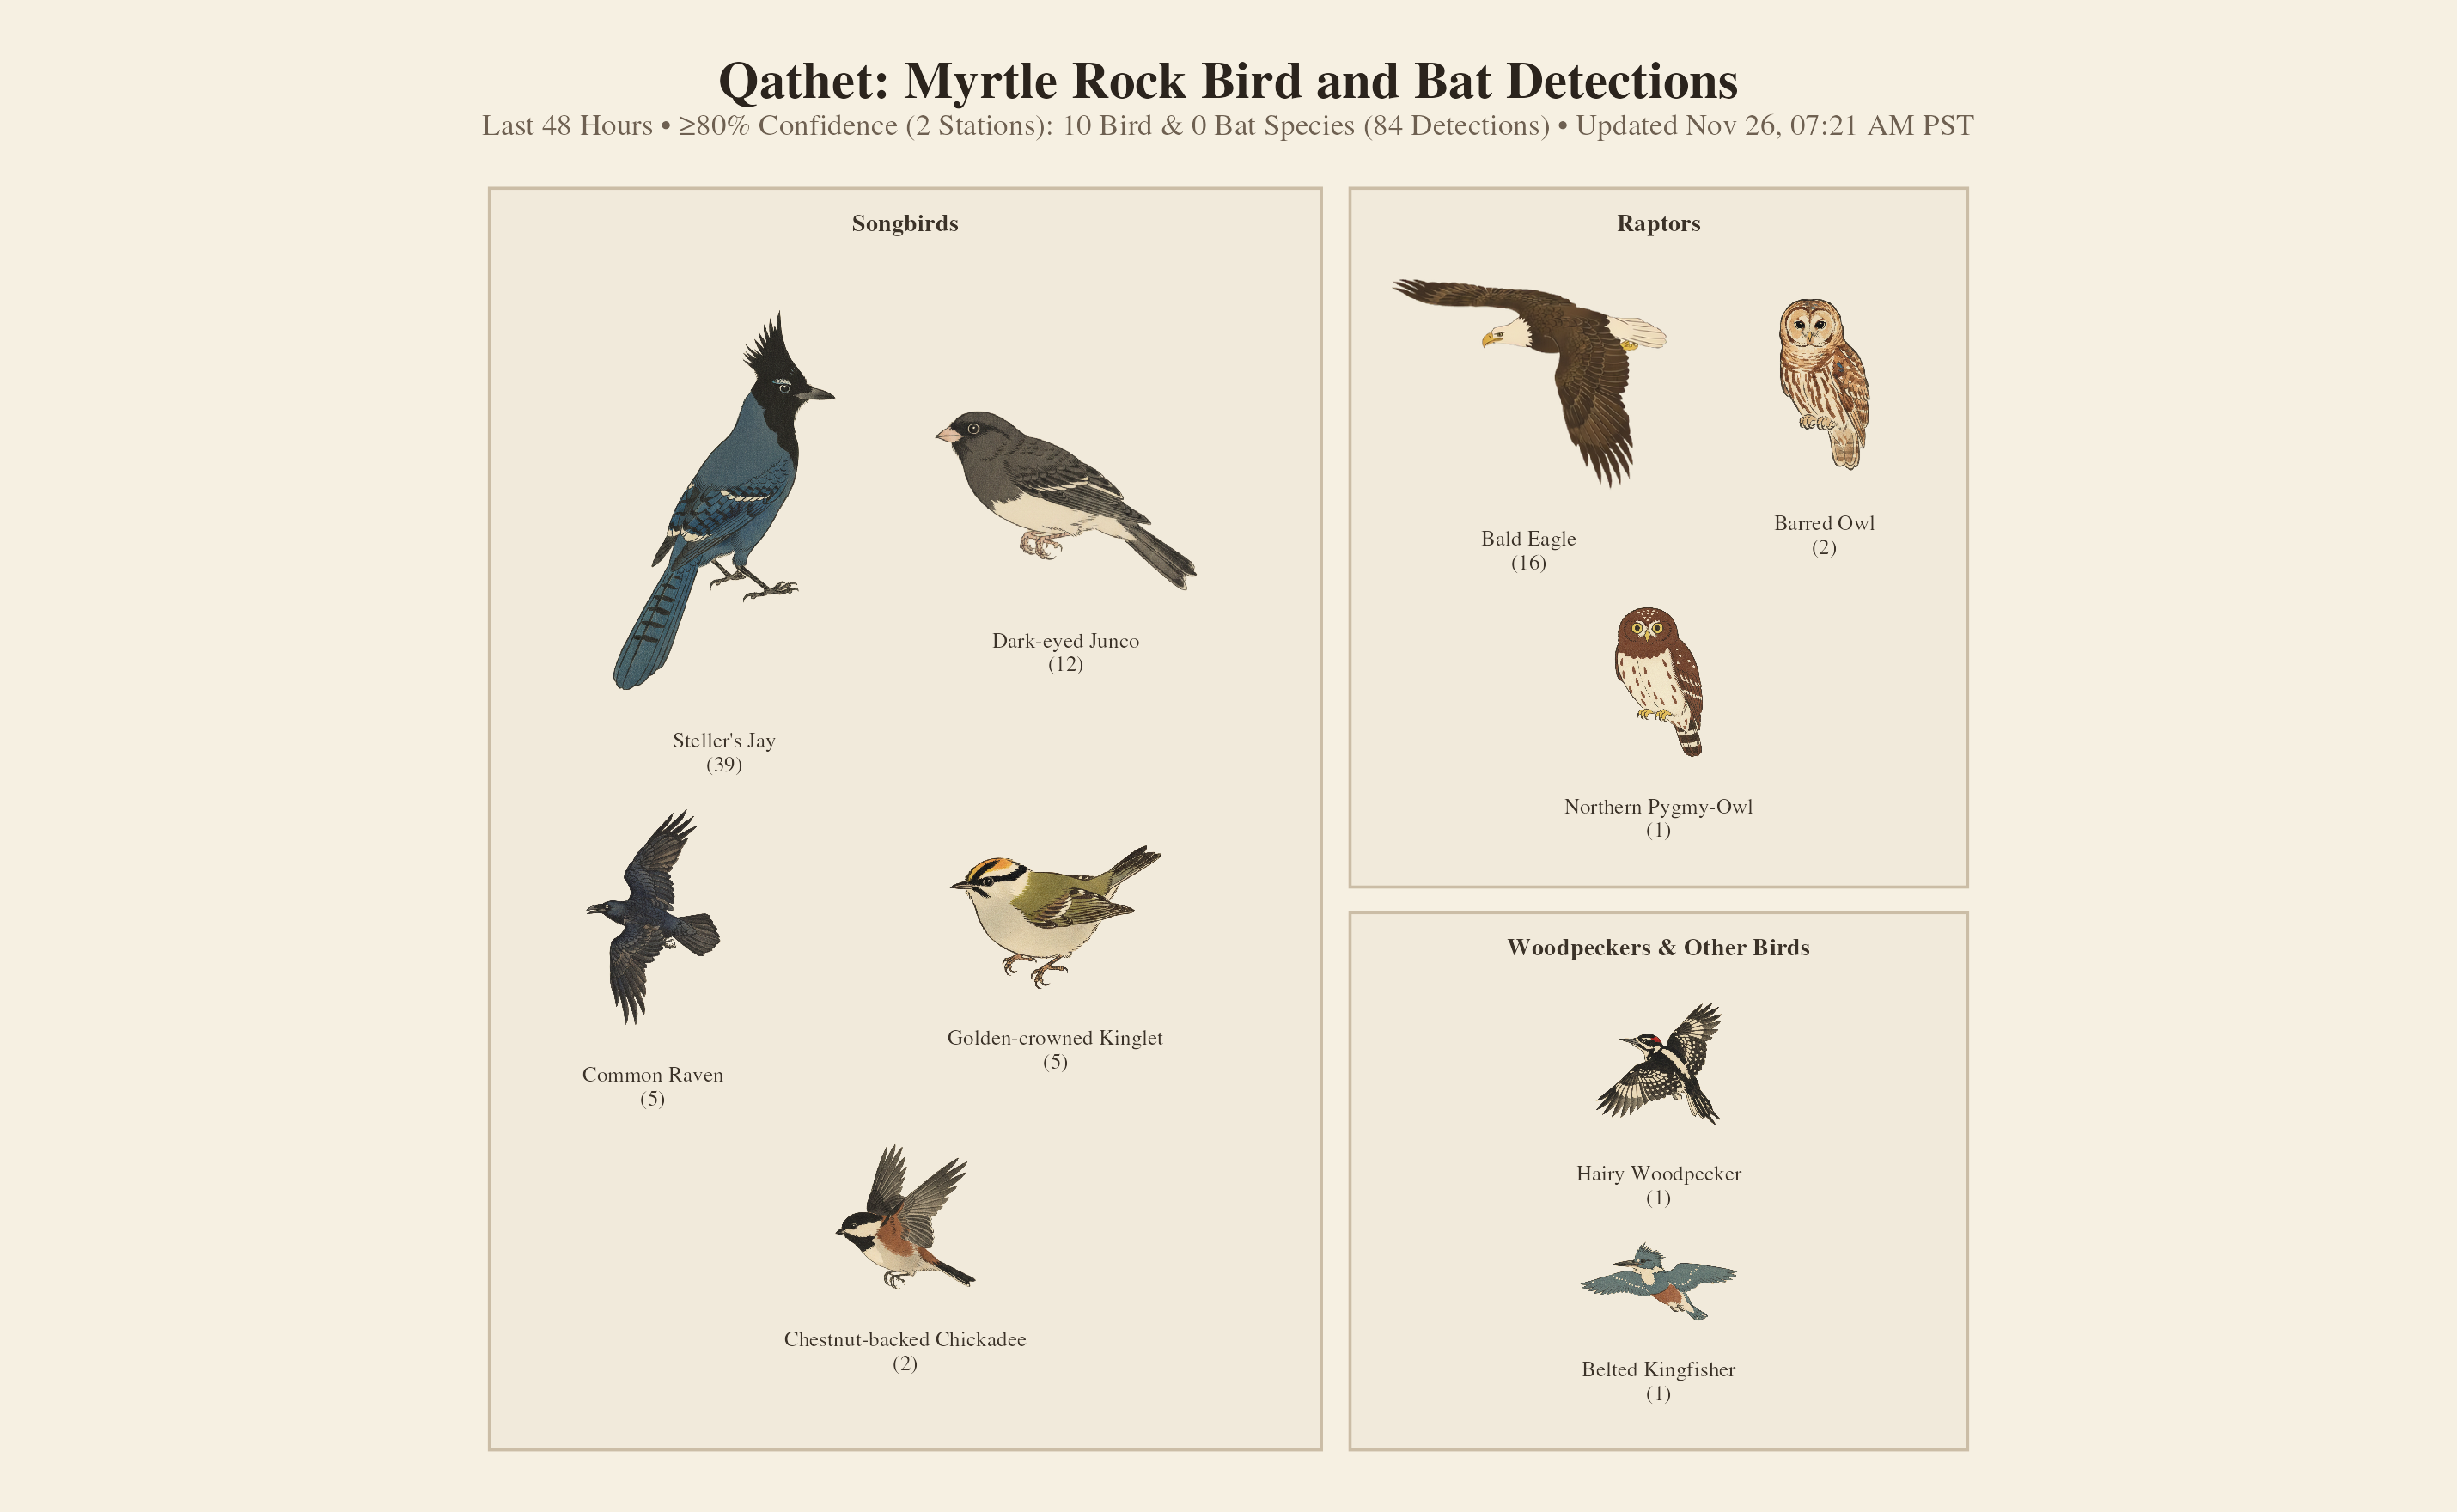 Qathet: Myrtle Rock Bird and Bat Detections
Last 48 Hours • ≥80% Confidence (2 Stations): 10 Bird & 0 Bat Species (84 Detections) • Updated Nov 26, 07:21 AM PST
Songbirds
Steller's Jay
(39)
Dark-eyed Junco
(12)
Common Raven
(5)
Golden-crowned Kinglet
(5)
Chestnut-backed Chickadee
(2)
Raptors
Bald Eagle
(16)
Barred Owl
(2)
Northern Pygmy-Owl
(1)
Woodpeckers & Other Birds
Hairy Woodpecker
(1)
Belted Kingfisher
(1)